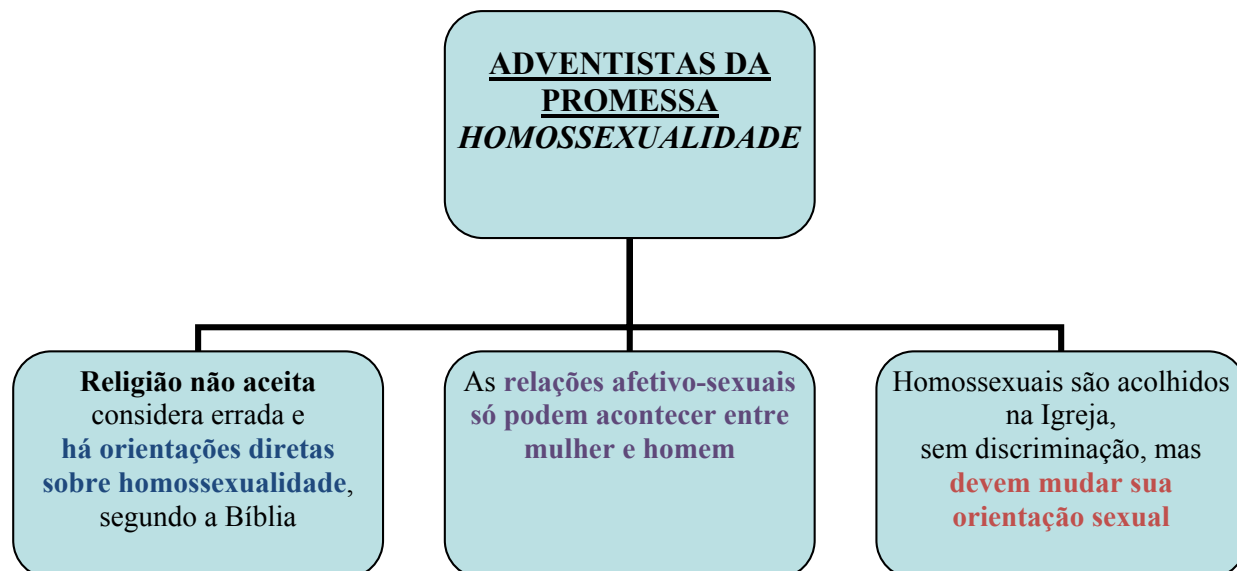 ADVENTISTAS DA
PROMESSA
HOMOSSEXUALIDADE
Religião não aceita
considera errada e
há orientações diretas
sobre homossexualidade,
segundo a Bíblia
As relações afetivo-sexuais
só podem acontecer entre
mulher e homem
Homossexuais são acolhidos
na Igreja,
sem discriminação, mas
devem mudar sua
orientação sexual